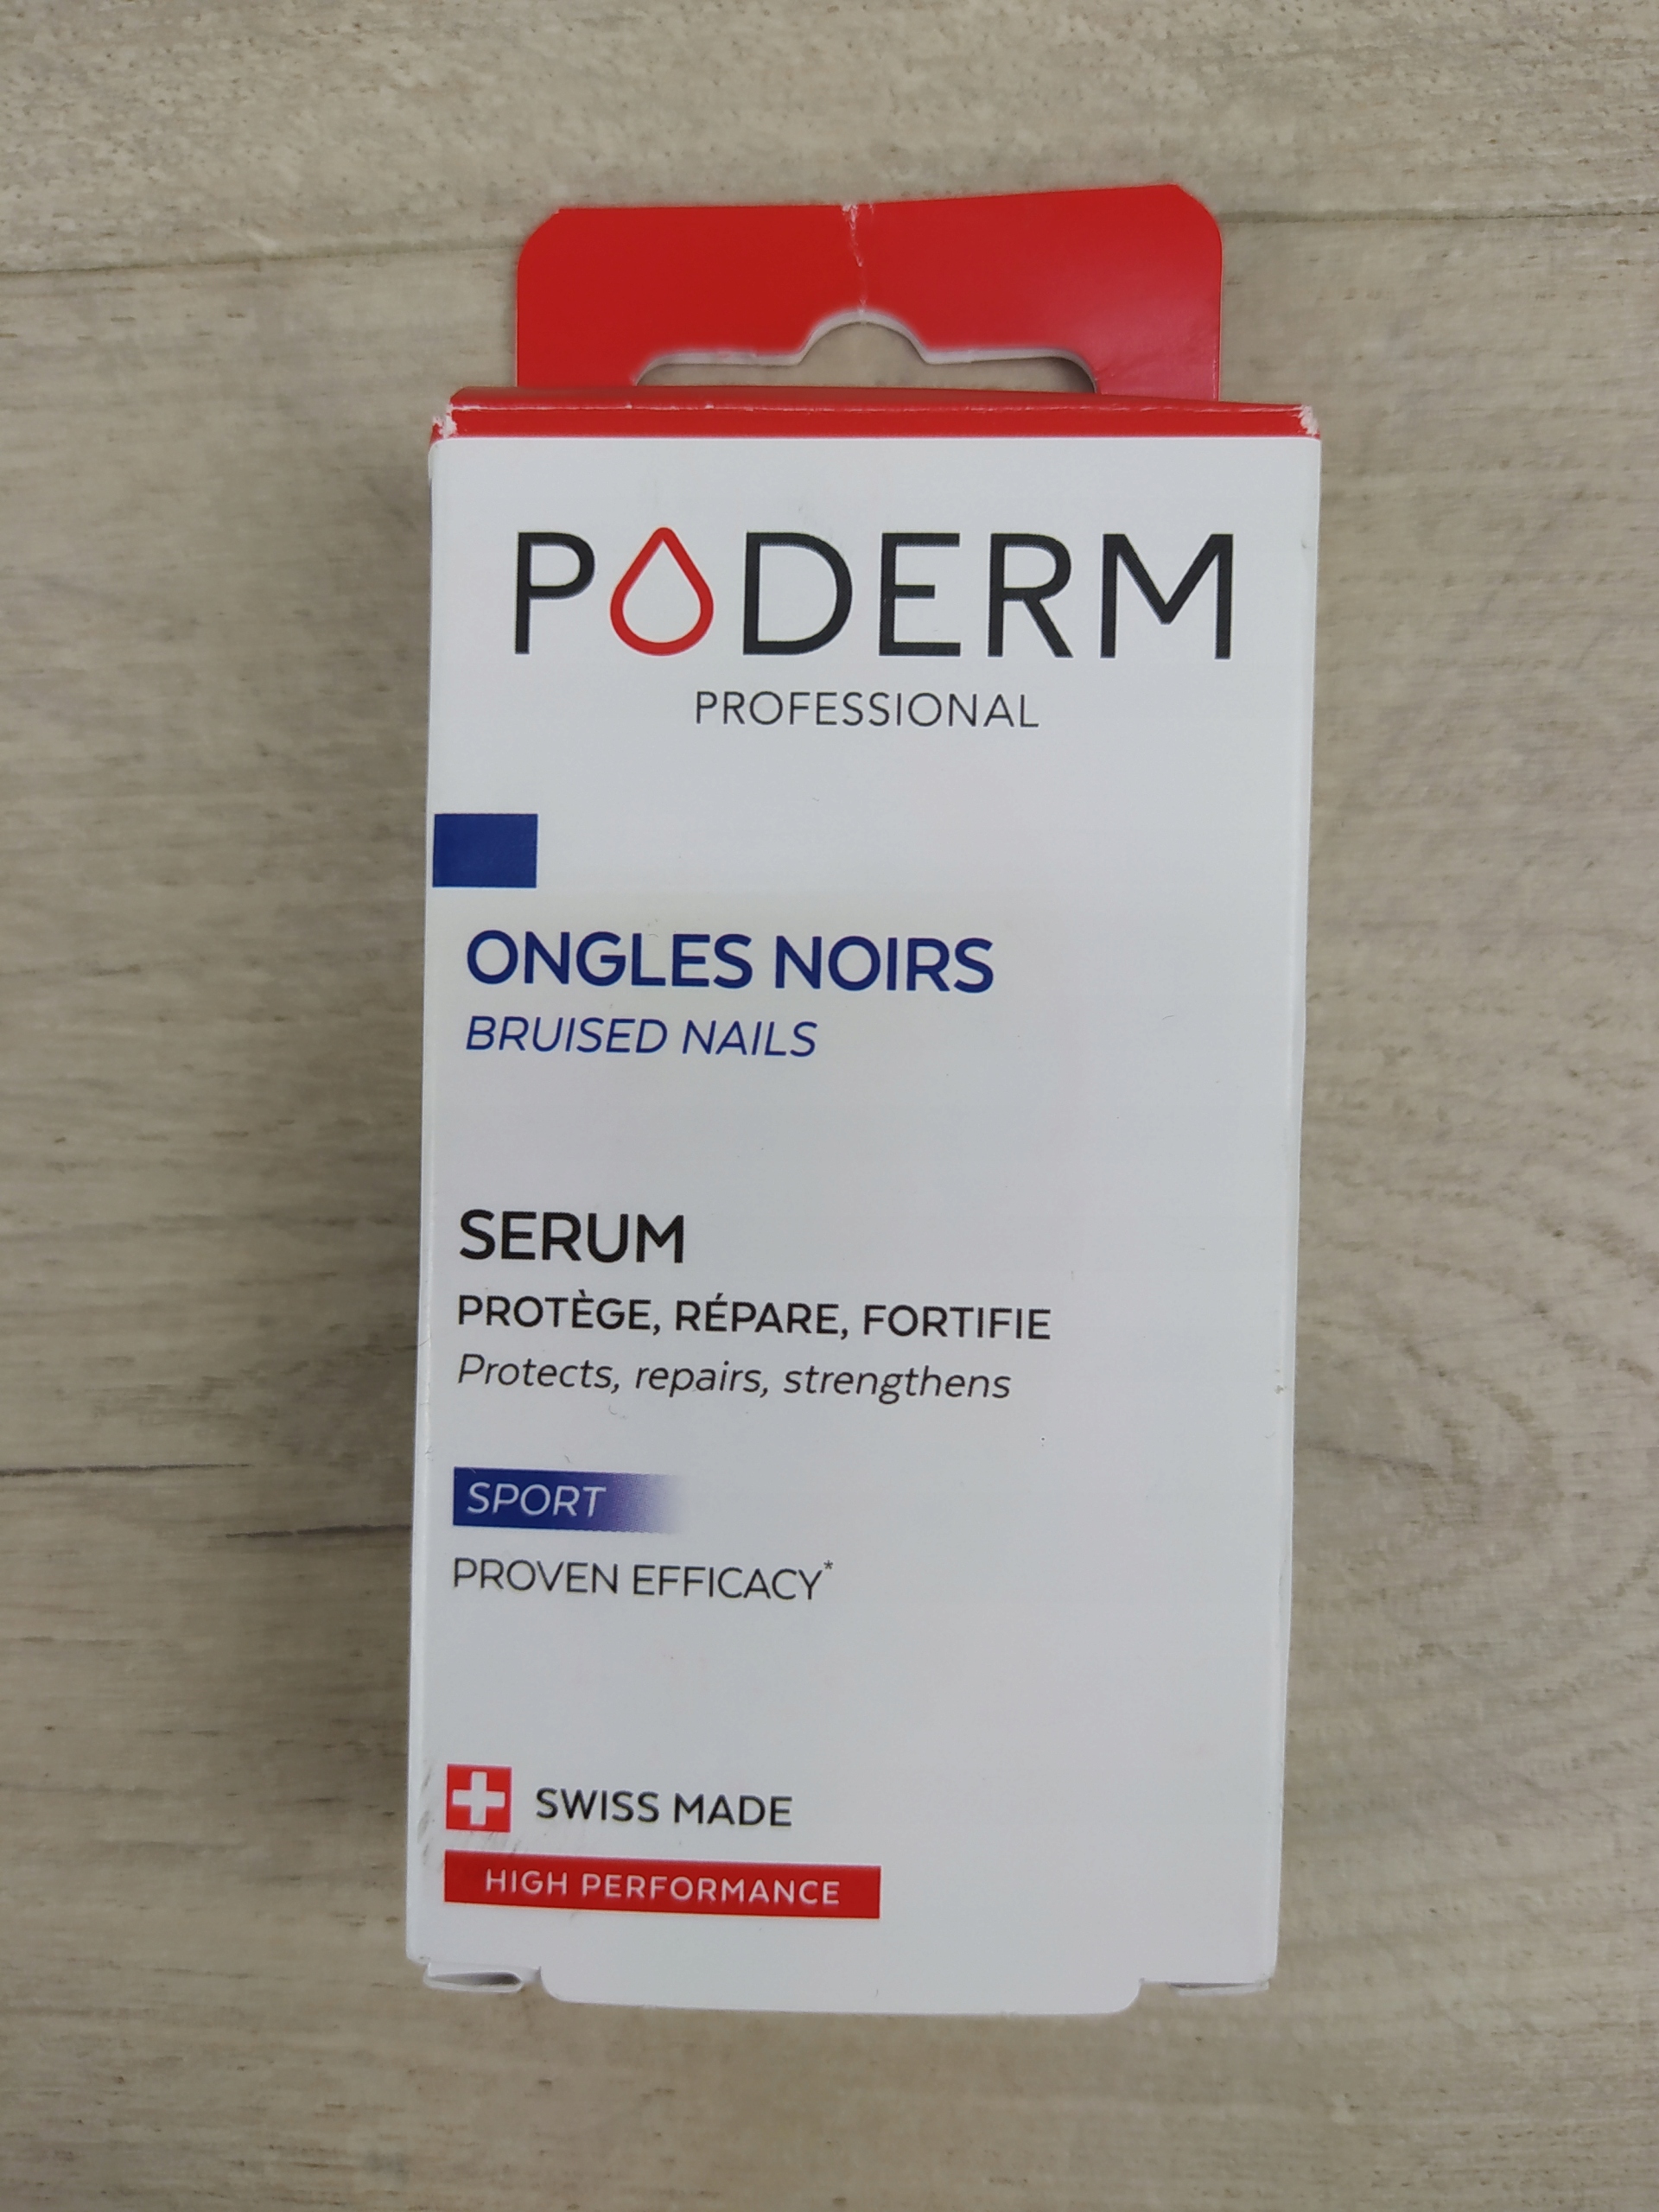 PODERM
PROFESSIONAL
ONGLES NOIRS
BRUISED NAILS
SERUM
PROTÈGE, RÉPARE, FORTIFIE
Protects, repairs, strengthens
SPORT
PROVEN EFFICACY*
SWISS MADE
HIGH PERFORMANCE